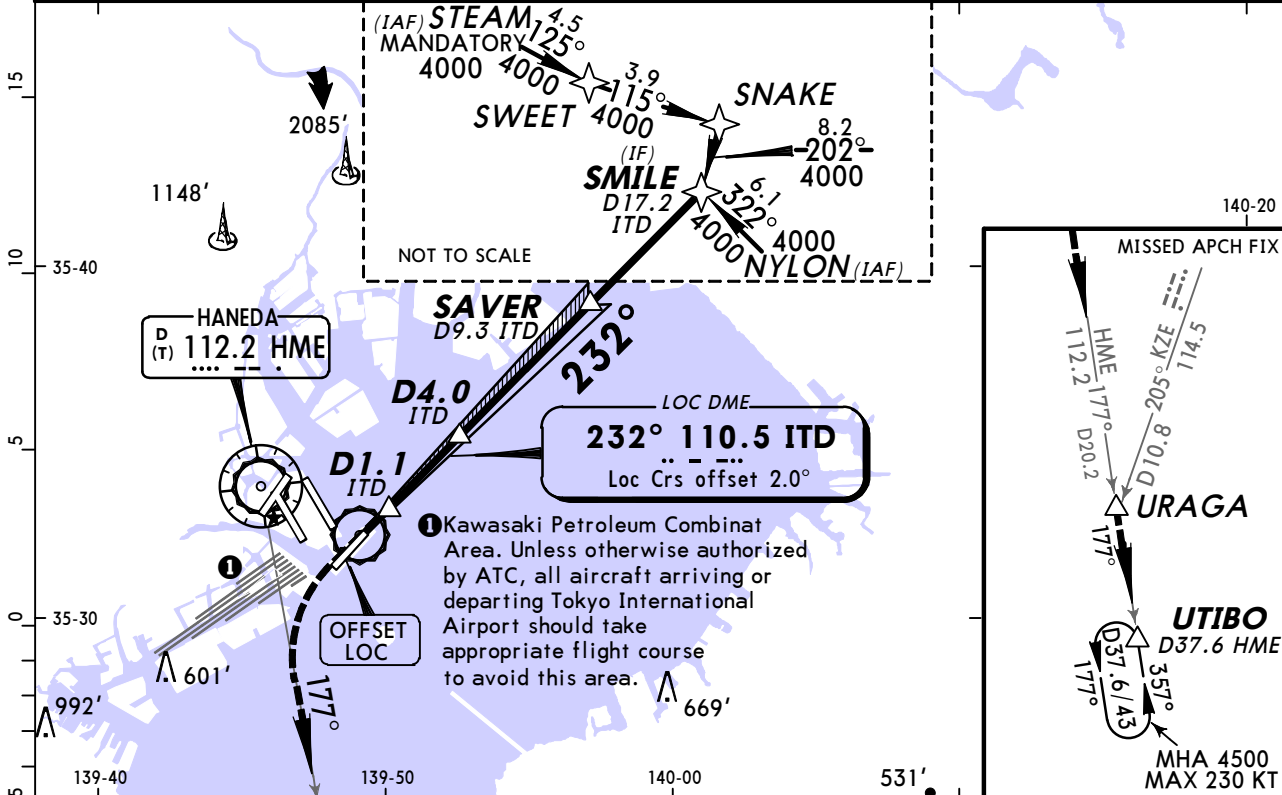 (IAF) STEAM
MANDATORY
4000
4.5
125°
4000
SWEET
3.9
115°
4000
SNAKE
8.2
202°
4000
(IF)
SMILE
D17.2
ITD
6.1
322°
4000
4000
NYLON (IAF)
NOT TO SCALE
15
10
5
0
5
2085'
1148'
35-40
35-30
HANEDA
D
(T) 112.2 HME
SAVER
D9.3 ITD
232°
D4.0
ITD
D1.1
ITD
LOC DME
232° 110.5 ITD
Loc Crs offset 2.0°
1 Kawasaki Petroleum Combinat
Area. Unless otherwise authorized
by ATC, all aircraft arriving or
departing Tokyo International
Airport should take
appropriate flight course
to avoid this area.
1
OFFSET
LOC
601'
992'
177°
669'
531'
139-40
139-50
140-00
140-20
MISSED APCH FIX
HME
112.2 177°
D20.2
205° KZE
D10.8 114.5
URAGA
177°
UTIBO
D37.6 HME
D37.6/43
177°
357°
MHA 4500
MAX 230 KT